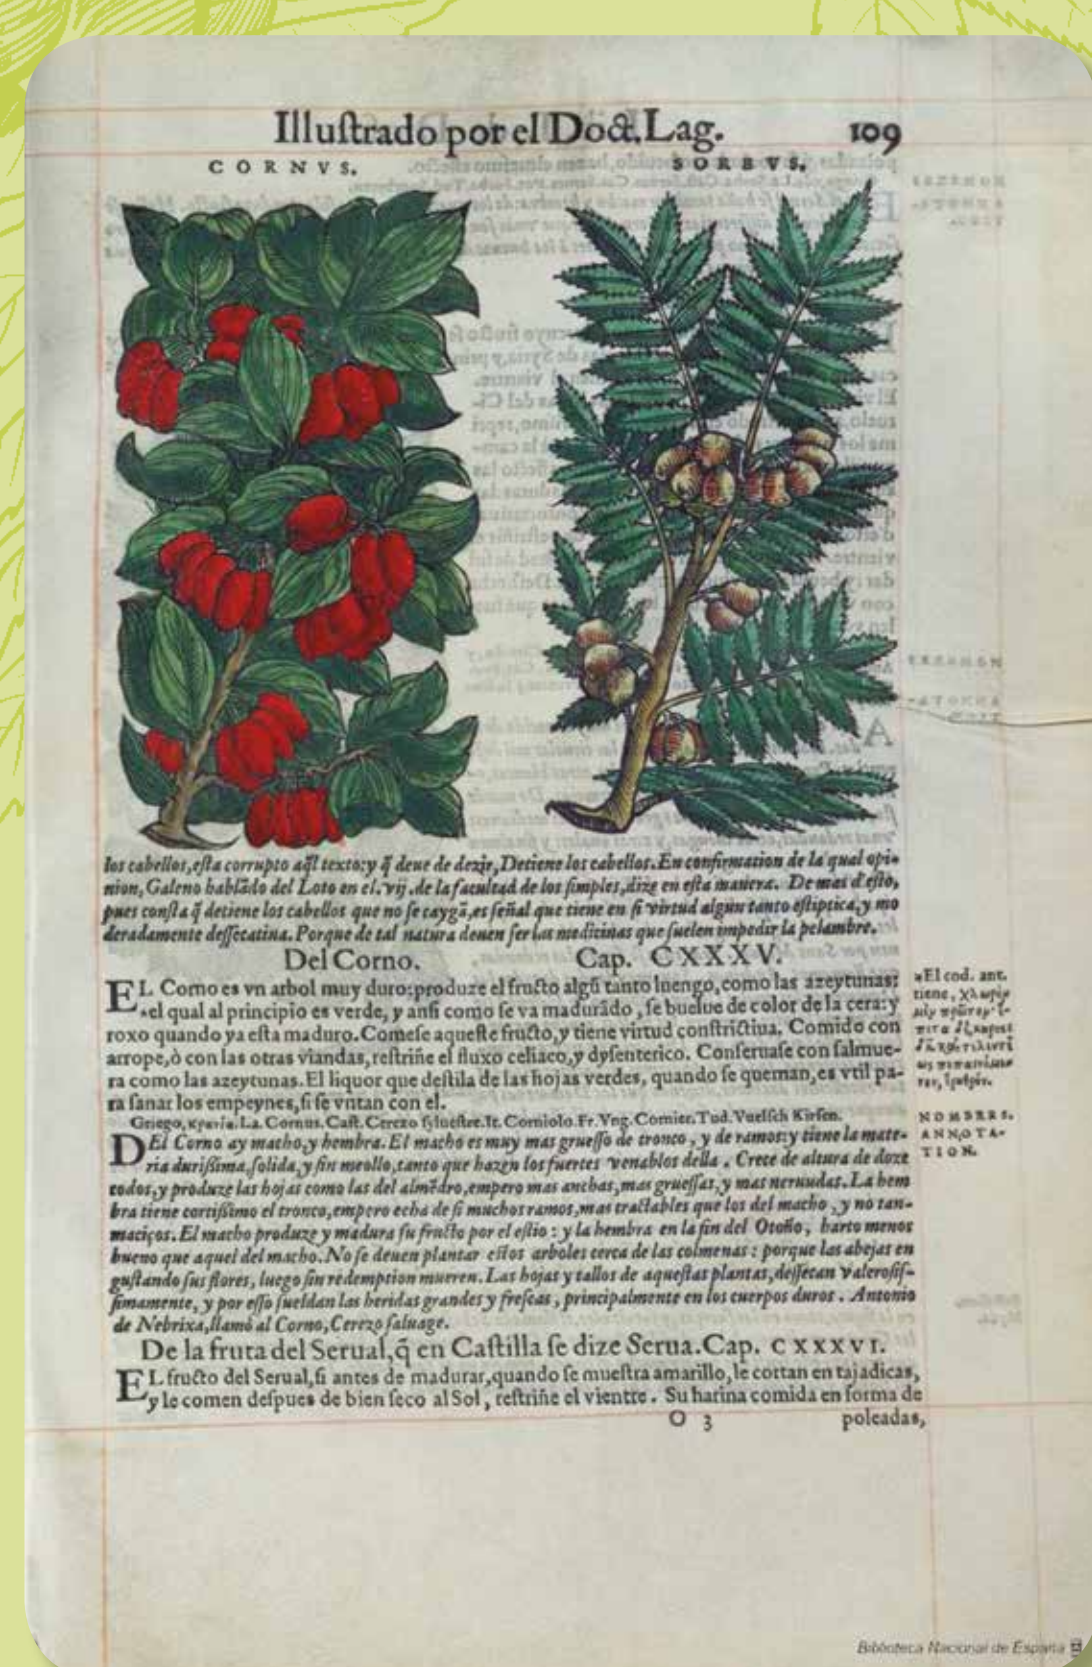 Illuſtrado por el Doct. Lag. 109
CORNVS.
SORBVS.
los cabellos, eſta corrupto aq̃l texto: y q̃ deue de dezir, Detiene los cabellos. En confirmation de la qual opi-
nion, Galeno hablãdo del Loto en el. vij. de la facultad de los ſimples, dize en eſta manera. De mas d'eſto,
pues conſta q̃ detiene los cabellos que no ſe caygã, es ſeñal que tiene en ſi virtud algun tanto eſtiptica, y mo
deradamente deſſecatiua. Porque de tal natura deuen ſer las medicinas que ſuelen impedir la pelambre.
Del Corno. Cap. CXXXV.
EL Corno es vn arbol muy duro: produze el fructo algũ tanto luengo, como las azeytunas:
*el qual al principio es verde, y anſi como ſe va madurãdo, ſe buelue de color de la cera: y
roxo quando ya eſta maduro. Comeſe aqueſte fructo, y tiene virtud conſtrictiua. Comido con
arrope, ò con las otras viandas, reſtriñe el fluxo celiaco, y dyſenterico. Conſeruaſe con ſalmue-
ra como las azeytunas. El liquor que deſtila de las hojas verdes, quando ſe queman, es vtil pa-
ra ſanar los empeynes, ſi ſe vntan con el.
*El cod. ant.
tiene,
Griego, κρανία. La. Cornus. Caſt. Cerezo ſylueſtre. It. Corniolo. Fr. Vng. Cornier. Tud. Vuelſch Kirſen.
NOMBRES.
DEl Corno ay macho, y hembra. El macho es muy mas grueſſo de tronco, y de ramos: y tiene la mate-
ria duriſſima, ſolida, y ſin meollo, tanto que hazen los fuertes venablos della. Crece de altura de doze
codos, y produze las hojas como las del almẽdro, empero mas anchas, mas grueſſas, y mas neruudas. La hem
bra tiene cortiſſimo el tronco, empero echa de ſi muchos ramos, mas tractables que los del macho, y no tan-
maciços. El macho produze y madura ſu fructo por el eſtio: y la hembra en la fin del Otoño, harto menos
bueno que aquel del macho. No ſe deuen plantar eſtos arboles cerca de las colmenas: porque las abejas en
guſtando ſus flores, luego ſin redemption mueren. Las hojas y tallos de aqueſtas plantas, deſſecan valeroſiſ-
ſimamente, y por eſſo ſueldan las heridas grandes y freſcas, principalmente en los cuerpos duros. Antonio
de Nebrixa, llamó al Corno, Cerezo ſaluage.
ANNOTA-
TION.
De la fruta del Serual, q̃ en Caſtilla ſe dize Serua. Cap. CXXXVI.
EL fructo del Serual, ſi antes de madurar, quando ſe mueſtra amarillo, le cortan en tajadicas,
y le comen deſpues de bien ſeco al Sol, reſtriñe el vientre. Su harina comida en forma de
O 3 poleadas,
Biblioteca Nacional de España